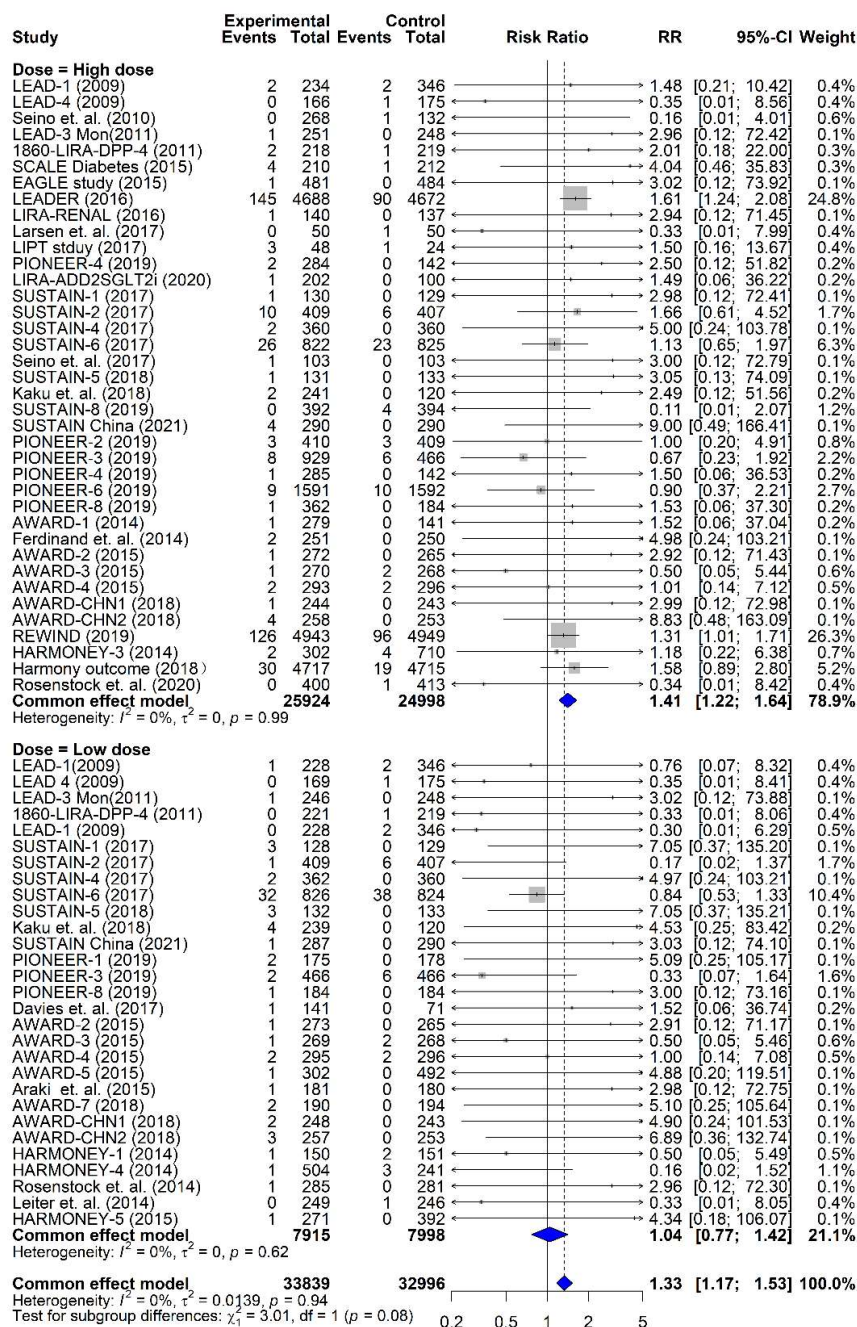 Experimental Control
Study Events Total Events Total Risk Ratio RR 95%-CI Weight
Dose = High dose
LEAD-1 (2009) 2 234 2 346 1.48 [0.21; 10.42] 0.4%
LEAD-4 (2009) 0 166 1 175 0.35 [0.01; 8.56] 0.4%
Seino et al. (2010) 0 268 1 132 0.16 [0.01; 4.01] 0.6%
LEAD-3 Mon(2011) 1 251 0 248 2.96 [0.12; 72.42] 0.1%
1860-LIRA-DPP-4 (2011) 2 218 1 219 2.01 [0.18; 22.00] 0.2%
SCALE Diabetes (2015) 4 210 1 212 4.04 [0.46; 35.83] 0.2%
EAGLE study (2015) 1 481 0 484 3.02 [0.12; 73.92] 0.1%
LEADER (2016) 145 4688 90 4672 1.61 [1.24; 2.08] 24.8%
LIRA-RENAL (2016) 1 140 0 137 2.94 [0.12; 71.45] 0.1%
Larsen et. al. (2017) 0 50 1 50 0.33 [0.01; 7.99] 0.4%
LIPT stduy (2017) 3 48 1 24 1.50 [0.16; 13.67] 0.4%
PIONEER-4 (2019) 2 284 0 142 2.50 [0.12; 51.82] 0.2%
LIRA-ADD2SGLT2i (2020) 1 202 0 100 1.49 [0.06; 36.22] 0.2%
SUSTAIN-1 (2017) 1 130 0 129 2.98 [0.12; 72.41] 0.1%
SUSTAIN-2 (2017) 10 409 6 407 1.66 [0.61; 4.52] 1.7%
SUSTAIN-4 (2017) 2 360 0 360 5.00 [0.24; 103.78] 0.1%
SUSTAIN-6 (2017) 26 822 23 825 1.13 [0.65; 1.97] 6.3%
Seino et. al. (2017) 1 103 0 103 3.00 [0.12; 72.79] 0.1%
SUSTAIN-5 (2018) 1 131 0 133 3.05 [0.13; 74.09] 0.1%
Kaku et. al. (2018) 2 241 0 120 2.49 [0.12; 51.56] 0.2%
SUSTAIN-8 (2019) 0 392 4 394 0.11 [0.01; 2.07] 1.2%
SUSTAIN China (2021) 4 290 0 290 9.00 [0.49; 166.41] 0.1%
PIONEER-2 (2019) 3 410 3 409 1.00 [0.20; 4.91] 0.8%
PIONEER-3 (2019) 8 929 6 466 0.67 [0.23; 1.92] 2.2%
PIONEER-4 (2019) 1 285 0 142 1.50 [0.06; 36.53] 0.2%
PIONEER-6 (2019) 9 1591 10 1592 0.90 [0.37; 2.21] 2.7%
PIONEER-8 (2019) 1 362 0 184 1.53 [0.06; 37.30] 0.2%
AWARD-1 (2014) 1 279 0 141 1.52 [0.06; 37.04] 0.2%
Ferdinand et. al. (2014) 2 251 0 250 4.98 [0.24; 103.21] 0.1%
AWARD-2 (2015) 1 272 0 265 2.92 [0.12; 71.43] 0.1%
AWARD-3 (2015) 1 270 2 268 0.50 [0.05; 5.44] 0.6%
AWARD-4 (2015) 2 293 2 296 1.01 [0.14; 7.12] 0.5%
AWARD-CHN1 (2018) 1 244 0 243 2.99 [0.12; 72.98] 0.1%
AWARD-CHN2 (2018) 4 258 0 253 8.83 [0.48; 163.09] 0.1%
REWIND (2019) 126 4943 96 4949 1.31 [1.01; 1.71] 26.3%
HARMONEY-3 (2014) 2 302 4 710 1.18 [0.22; 6.38] 0.7%
Harmony outcome (2018） 30 4717 19 4715 1.58 [0.89; 2.80] 5.2%
Rosenstock et. al. (2020) 0 400 1 413 0.34 [0.01; 8.42] 0.4%
Common effect model 25924 24998 1.41 [1.22; 1.64] 78.9%
Heterogeneity: I² = 0%, τ² = 0, p = 0.99
Dose = Low dose
LEAD-1(2009) 1 228 2 346 0.76 [0.07; 8.32] 0.4%
LEAD 4 (2009) 0 169 1 175 0.35 [0.01; 8.41] 0.4%
LEAD-3 Mon(2011) 1 246 0 248 3.02 [0.12; 73.88] 0.1%
1860-LIRA-DPP-4 (2011) 0 221 1 219 0.33 [0.01; 8.06] 0.4%
LEAD-1 (2009) 0 228 2 346 0.30 [0.01; 6.29] 0.5%
SUSTAIN-1 (2017) 3 128 0 129 7.05 [0.37; 135.20] 0.1%
SUSTAIN-2 (2017) 1 409 6 407 0.17 [0.02; 1.37] 1.7%
SUSTAIN-4 (2017) 2 362 0 360 4.97 [0.24; 103.21] 0.1%
SUSTAIN-6 (2017) 32 826 38 824 0.84 [0.53; 1.33] 10.4%
SUSTAIN-5 (2018) 3 132 0 133 7.05 [0.37; 135.21] 0.1%
Kaku et. al. (2018) 4 239 0 120 4.53 [0.25; 83.42] 0.2%
SUSTAIN China (2021) 1 287 0 290 3.03 [0.12; 74.10] 0.1%
PIONEER-1 (2019) 2 175 0 178 5.09 [0.25; 105.17] 0.1%
PIONEER-3 (2019) 2 466 6 466 0.33 [0.07; 1.64] 1.6%
PIONEER-8 (2019) 1 184 0 184 3.00 [0.12; 73.16] 0.1%
Davies et. al. (2017) 1 141 0 71 1.52 [0.06; 36.74] 0.2%
AWARD-2 (2015) 1 273 0 265 2.91 [0.12; 71.17] 0.1%
AWARD-3 (2015) 1 269 2 268 0.50 [0.05; 5.46] 0.6%
AWARD-4 (2015) 2 295 2 296 1.00 [0.14; 7.08] 0.5%
AWARD-5 (2015) 1 302 0 492 4.88 [0.20; 119.51] 0.1%
Araki et. al. (2015) 1 181 0 180 2.98 [0.12; 72.75] 0.1%
AWARD-7 (2018) 2 190 0 194 5.10 [0.25; 105.64] 0.1%
AWARD-CHN1 (2018) 2 248 0 243 4.90 [0.24; 101.53] 0.1%
AWARD-CHN2 (2018) 3 257 0 253 6.89 [0.36; 132.74] 0.1%
HARMONEY-1 (2014) 1 150 2 151 0.50 [0.05; 5.49] 0.5%
HARMONEY-4 (2014) 1 504 3 241 0.16 [0.02; 1.52] 1.1%
Rosenstock et. al. (2014) 1 285 0 281 2.96 [0.12; 72.30] 0.1%
Leiter et. al. (2014) 0 249 1 246 0.33 [0.01; 8.05] 0.4%
HARMONEY-5 (2015) 1 271 0 392 4.34 [0.18; 106.07] 0.1%
Common effect model 7915 7998 1.04 [0.77; 1.42] 21.1%
Heterogeneity: I² = 0%, τ² = 0, p = 0.62
Common effect model 33839 32996 1.33 [1.17; 1.53] 100.0%
Heterogeneity: I² = 0%, τ² = 0.0139, p = 0.94
Test for subgroup differences: χ²₁ = 3.01, df = 1 (p = 0.08) 0.2 0.5 1 2 5